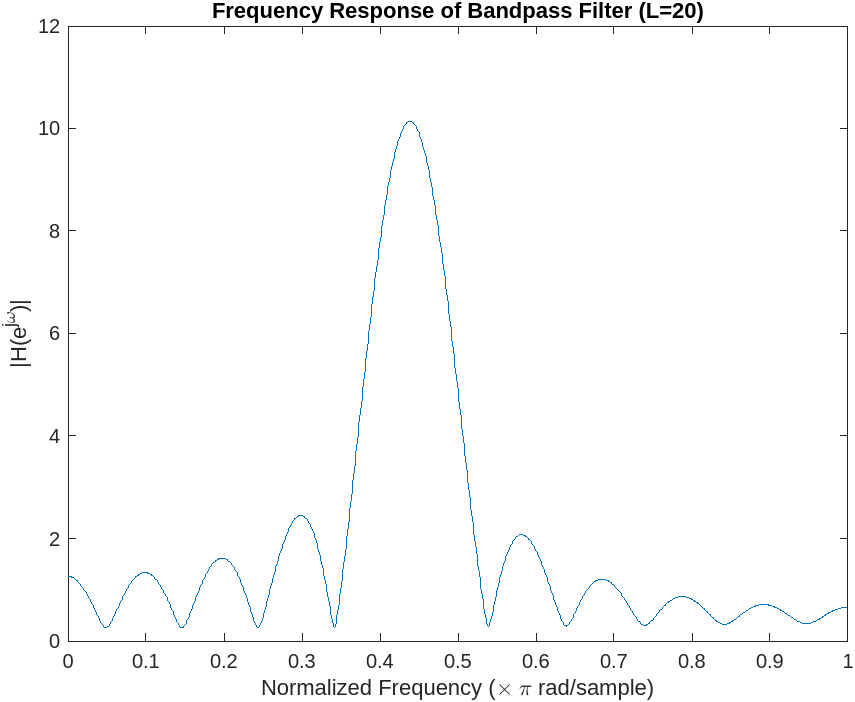 Frequency Response of Bandpass Filter (L=20)
12
10
8
6
4
2
0
|H(e^jω)|
0 0.1 0.2 0.3 0.4 0.5 0.6 0.7 0.8 0.9 1
Normalized Frequency (× π rad/sample)